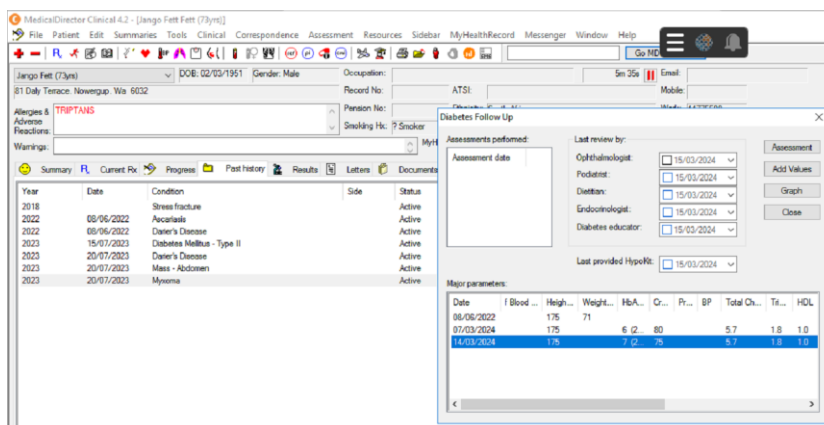 MedicalDirector Clinical 4.2 - [Jango Fett Fett (73yrs)]
File Patient Edit Summaries Tools Clinical Correspondence Assessment Resources Sidebar MyHealthRecord Messenger Window Help
Go MD
Jango Fett (73yrs) DOB: 02/03/1951 Gender: Male Occupation: 5m 35s Email:
81 Daly Terrace. Nowergup. Wa 6032 Record No: ATSI: Mobile:
Allergies & Adverse Reactions: TRIPTANS Pension No:
Smoking Hx: ? Smoker
Warnings: MyH
Summary Current Rx Progress Past history Results Letters Documents
Year Date Condition Side Status
2018 Stress fracture Active
2022 08/06/2022 Ascariasis Active
2022 08/06/2022 Darier's Disease Active
2023 15/07/2023 Diabetes Mellitus - Type II Active
2023 20/07/2023 Darier's Disease Active
2023 20/07/2023 Mass - Abdomen Active
2023 20/07/2023 Myxoma Active
Diabetes Follow Up
Assessments performed: Last review by:
Assessment date
Ophthalmologist: 15/03/2024
Podiatrist: 15/03/2024
Dietitian: 15/03/2024
Endocrinologist: 15/03/2024
Diabetes educator: 15/03/2024
Last provided HypoKit: 15/03/2024
Assessment
Add Values
Graph
Close
Major parameters:
Date F Blood ... Heigh... Weight... HbA... Cr... Pr... BP Total Ch... Tri... HDL
08/06/2022 175 71
07/03/2024 175 6 (2... 80 5.7 1.8 1.0
14/03/2024 175 7 (2... 75 5.7 1.8 1.0